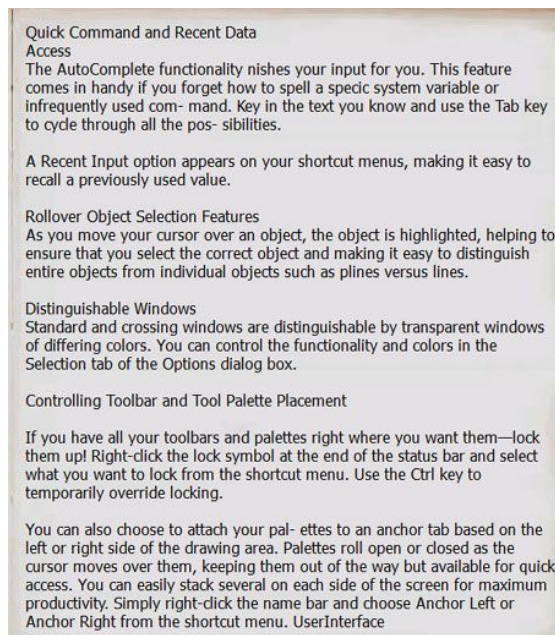 Quick Command and Recent Data
Access
The AutoComplete functionality nishes your input for you. This feature
comes in handy if you forget how to spell a specic system variable or
infrequently used com- mand. Key in the text you know and use the Tab key
to cycle through all the pos- sibilities.
A Recent Input option appears on your shortcut menus, making it easy to
recall a previously used value.
Rollover Object Selection Features
As you move your cursor over an object, the object is highlighted, helping to
ensure that you select the correct object and making it easy to distinguish
entire objects from individual objects such as plines versus lines.
Distinguishable Windows
Standard and crossing windows are distinguishable by transparent windows
of differing colors. You can control the functionality and colors in the
Selection tab of the Options dialog box.
Controlling Toolbar and Tool Palette Placement
If you have all your toolbars and palettes right where you want them—lock
them up! Right-click the lock symbol at the end of the status bar and select
what you want to lock from the shortcut menu. Use the Ctrl key to
temporarily override locking.
You can also choose to attach your pal- ettes to an anchor tab based on the
left or right side of the drawing area. Palettes roll open or closed as the
cursor moves over them, keeping them out of the way but available for quick
access. You can easily stack several on each side of the screen for maximum
productivity. Simply right-click the name bar and choose Anchor Left or
Anchor Right from the shortcut menu. UserInterface